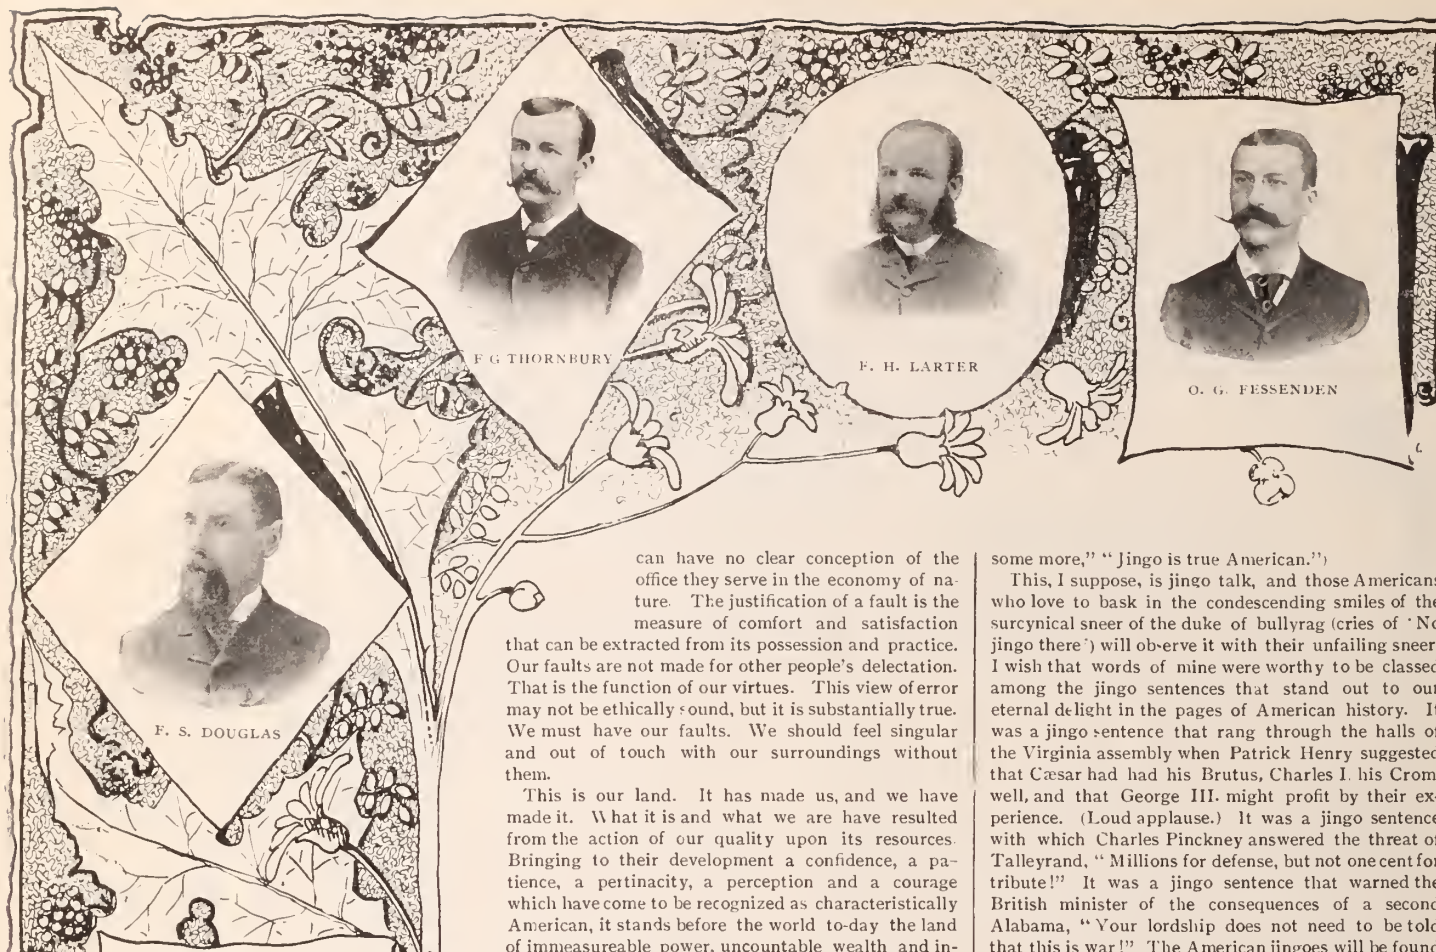 F G THORNBURY
F. H. LARTER
O. G. FESSENDEN
F. S. DOUGLAS
can have no clear conception of the
office they serve in the economy of na-
ture. The justification of a fault is the
measure of comfort and satisfaction
that can be extracted from its possession and practice.
Our faults are not made for other people's delectation.
That is the function of our virtues. This view of error
may not be ethically sound, but it is substantially true.
We must have our faults. We should feel singular
and out of touch with our surroundings without
them.
This is our land. It has made us, and we have
made it. What it is and what we are have resulted
from the action of our quality upon its resources.
Bringing to their development a confidence, a pa-
tience, a pertinacity, a perception and a courage
which have come to be recognized as characteristically
American, it stands before the world to-day the land
of immeasureable power, uncountable wealth and in-
some more,” “Jingo is true American.”)
This, I suppose, is jingo talk, and those Americans
who love to bask in the condescending smiles of the
surcynical sneer of the duke of bullyrag (cries of 'No
jingo there') will observe it with their unfailing sneer
I wish that words of mine were worthy to be classed
among the jingo sentences that stand out to our
eternal delight in the pages of American history. It
was a jingo sentence that rang through the halls of
the Virginia assembly when Patrick Henry suggested
that Cæsar had had his Brutus, Charles I. his Crom
well, and that George III. might profit by their ex-
perience. (Loud applause.) It was a jingo sentence
with which Charles Pinckney answered the threat of
Talleyrand, “Millions for defense, but not one cent for
tribute!” It was a jingo sentence that warned the
British minister of the consequences of a second
Alabama, “Your lordship does not need to be told
that this is war!” The American jingoes will be found